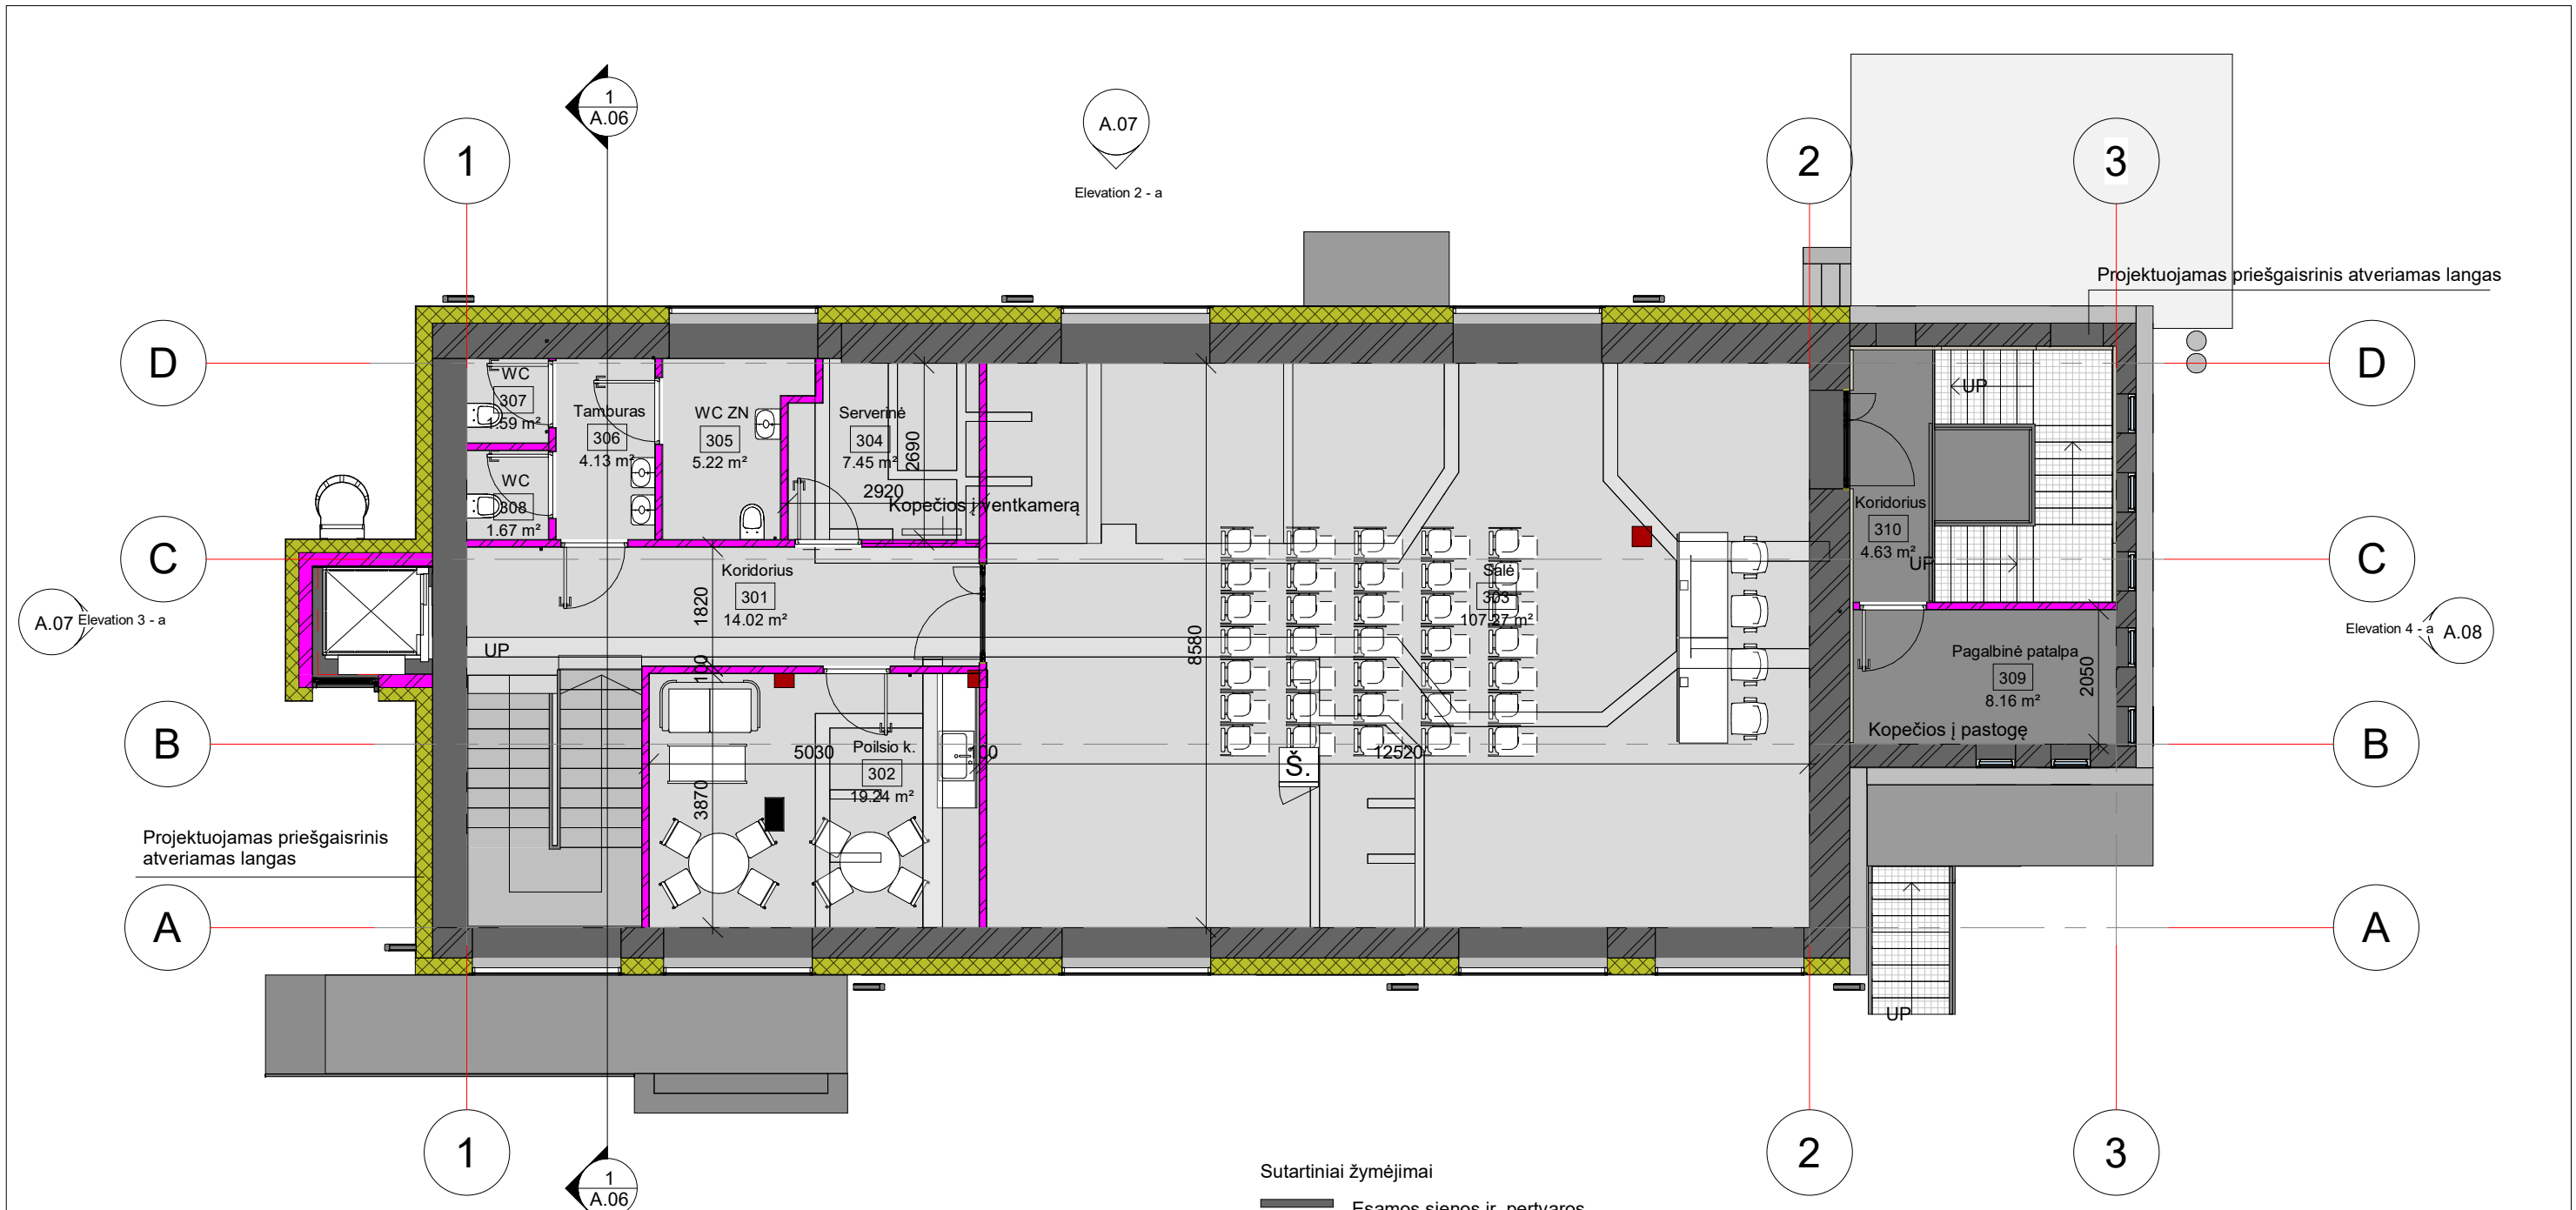 1
A.06
A.07
Elevation 2 - a
1
2
3
Projektuojamas priešgaisrinis atveriamas langas
D
D
WC
307
1.59 m²
Tamburas
306
4.13 m²
WC ZN
305
5.22 m²
Serverinė
304
7.45 m²
2690
2920
Kopečios į ventkamerą
WC
308
1.67 m²
UP
Koridorius
310
4.63 m²
UP
C
C
A.07
Elevation 3 - a
Koridorius
301
14.02 m²
1820
UP
100
Salė
303
107.27 m²
8580
Elevation 4 - a
A.08
Pagalbinė patalpa
309
8.16 m²
2050
Kopečios į pastogę
B
B
5030
Poilsio k.
302
19.24 m²
3870
100
Š.
12520
Projektuojamas priešgaisrinis
atveriamas langas
A
A
UP
1
2
3
1
A.06
Sutartiniai žymėjimai
Esamos sienos ir pertvaros